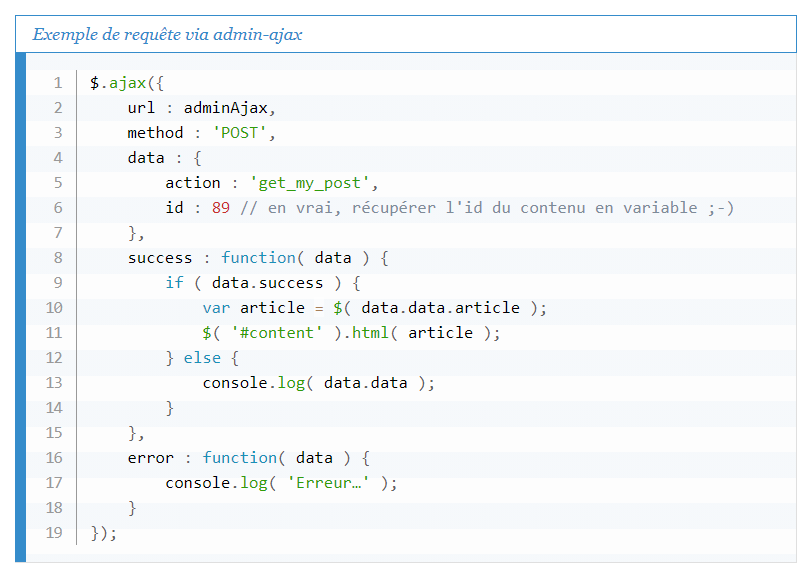 Exemple de requête via admin-ajax
1 $.ajax({
2     url : adminAjax,
3     method : 'POST',
4     data : {
5         action : 'get_my_post',
6         id : 89 // en vrai, récupérer l'id du contenu en variable ;-)
7     },
8     success : function( data ) {
9         if ( data.success ) {
10             var article = $( data.data.article );
11             $( '#content' ).html( article );
12         } else {
13             console.log( data.data );
14         }
15     },
16     error : function( data ) {
17         console.log( 'Erreur…' );
18     }
19 });